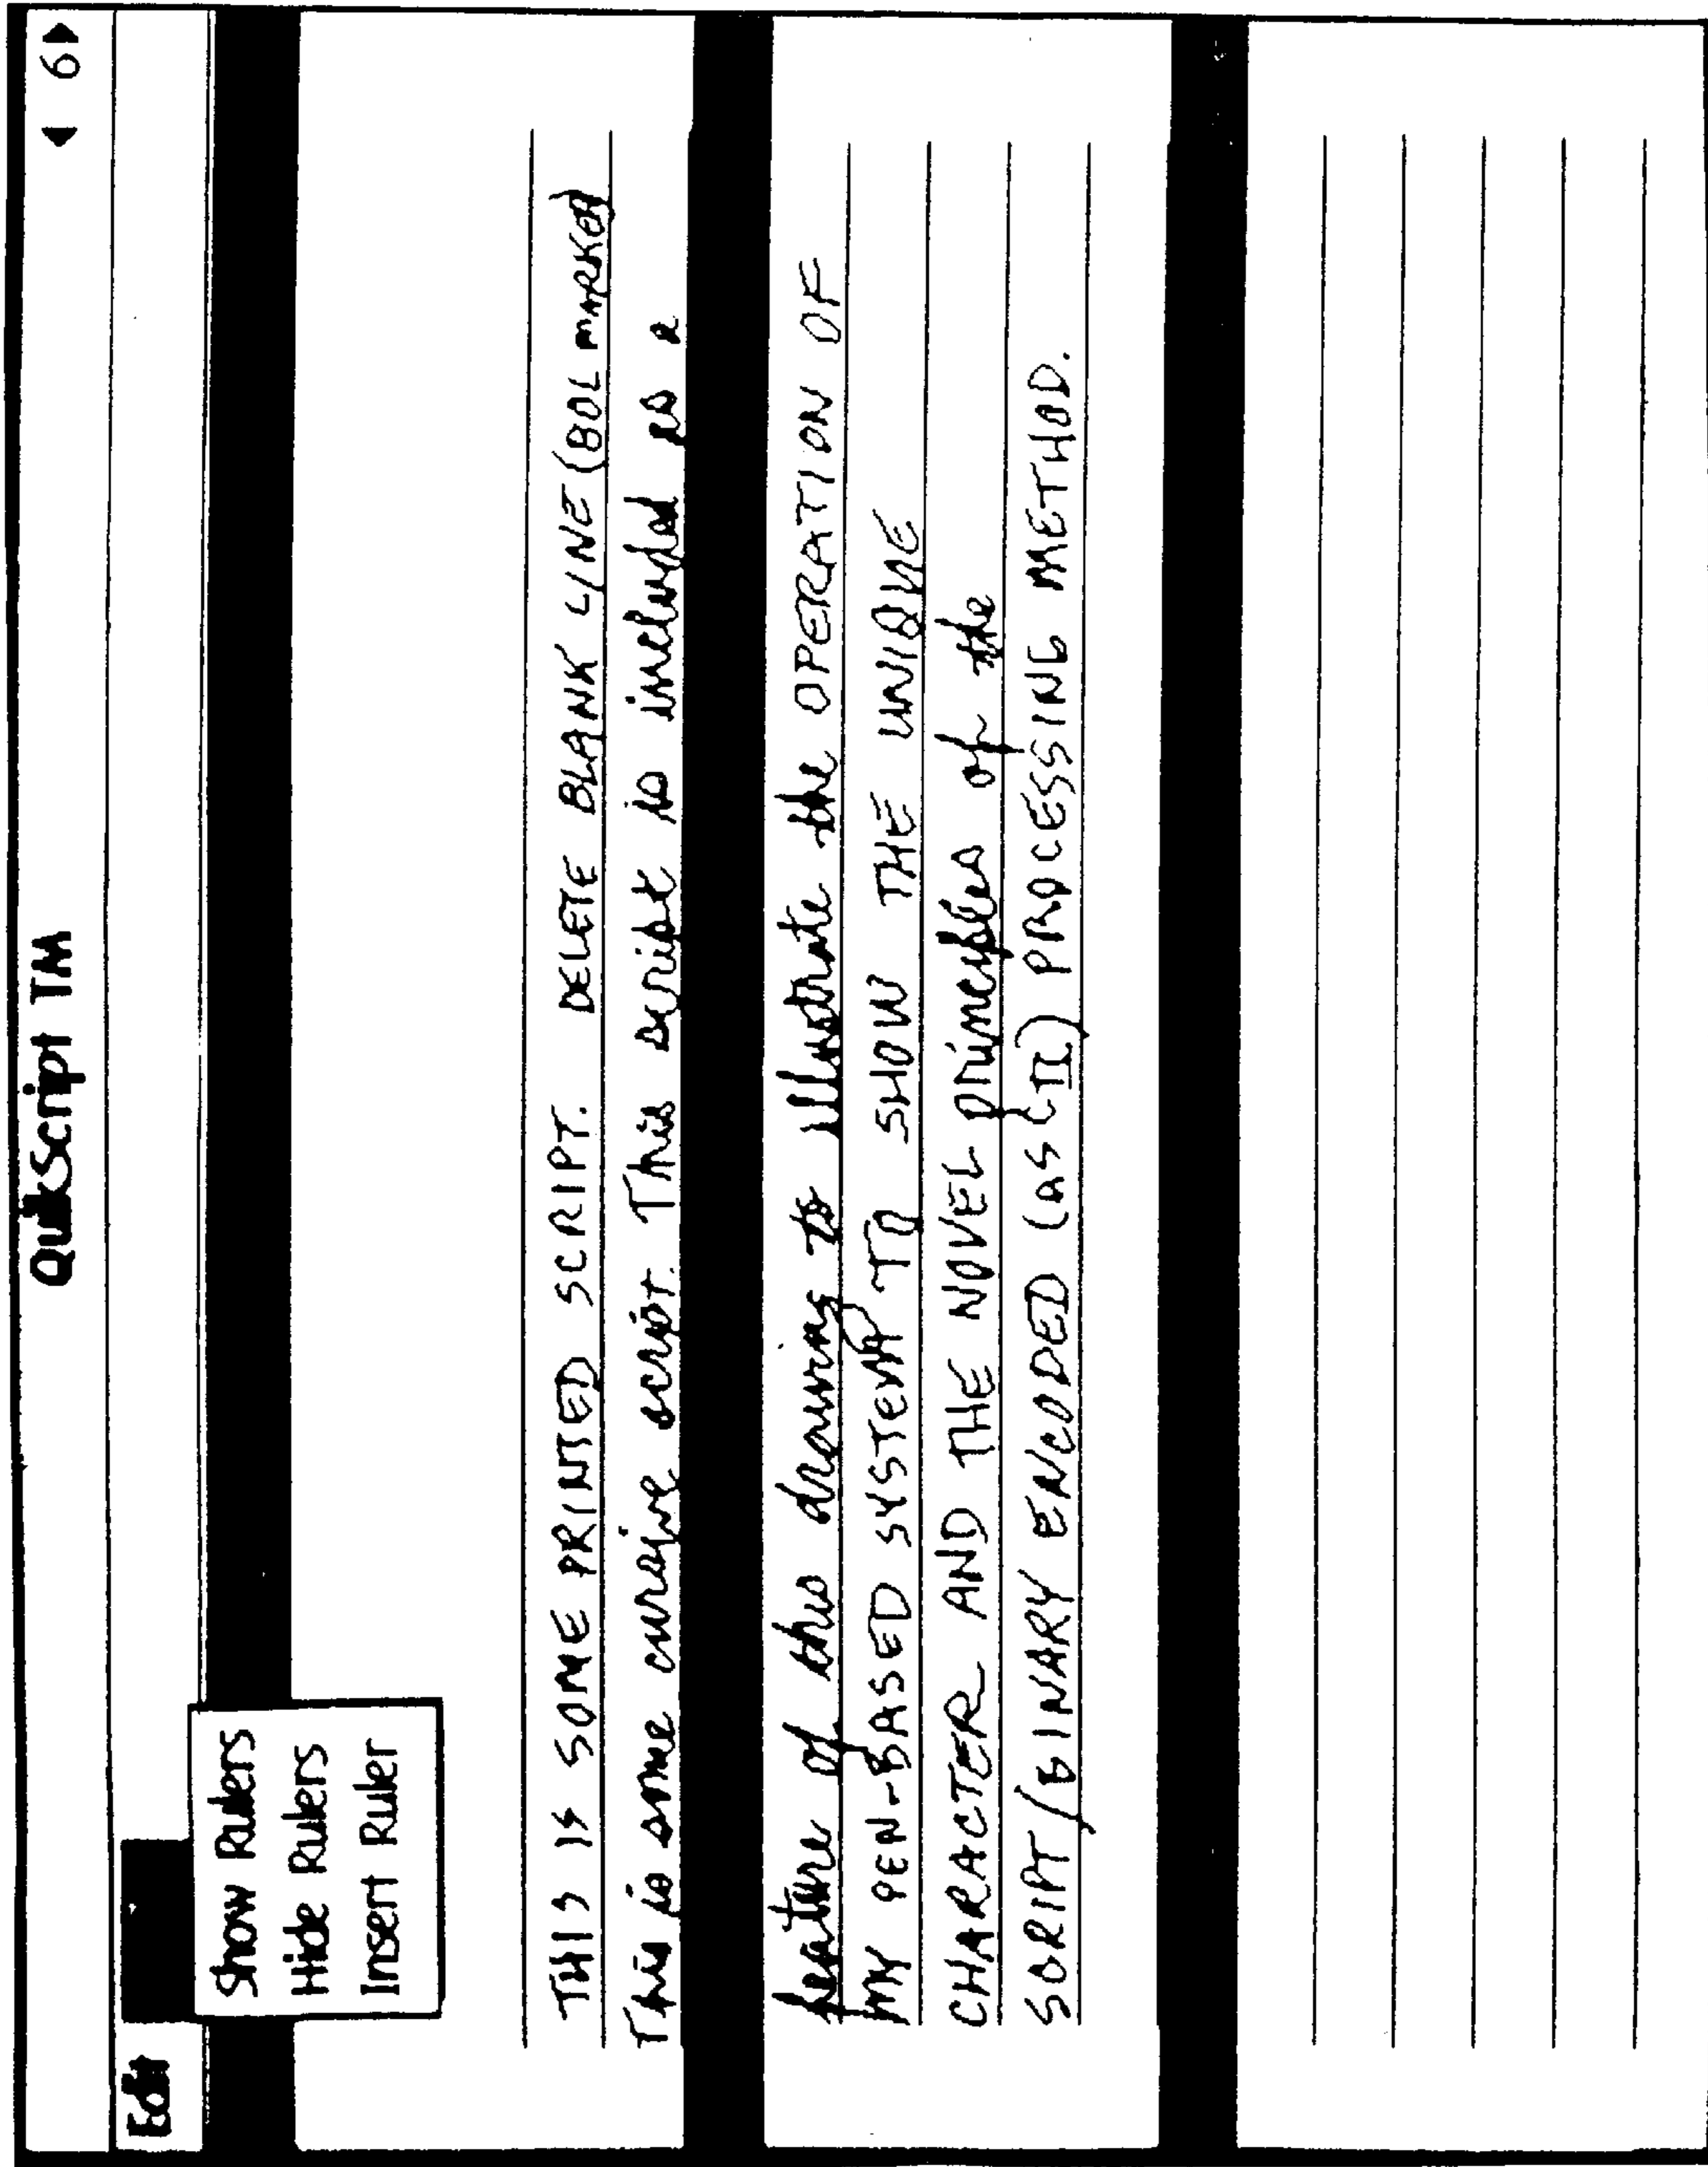 QuikScript TM
◀ 6 ▶
Edit
Show Rulers
Hide Rulers
Insert Ruler
THIS IS SOME PRINTED SCRIPT. DELETE BLANK LINE (BOL MARKER)
This is some cursive script. This script is included as a
feature of this drawing to illustrate the OPERATION OF
MY PEN-BASED SYSTEM TO SHOW THE UNIQUE
CHARACTER AND THE NOVEL principles of the
SCRIPT/BINARY ENCODED (ASCII) PROCESSING METHOD.